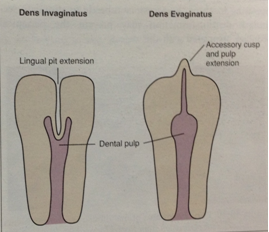 Dens Invaginatus
Dens Evaginatus
Lingual pit extension
Accessory cusp
and pulp
extension
Dental pulp